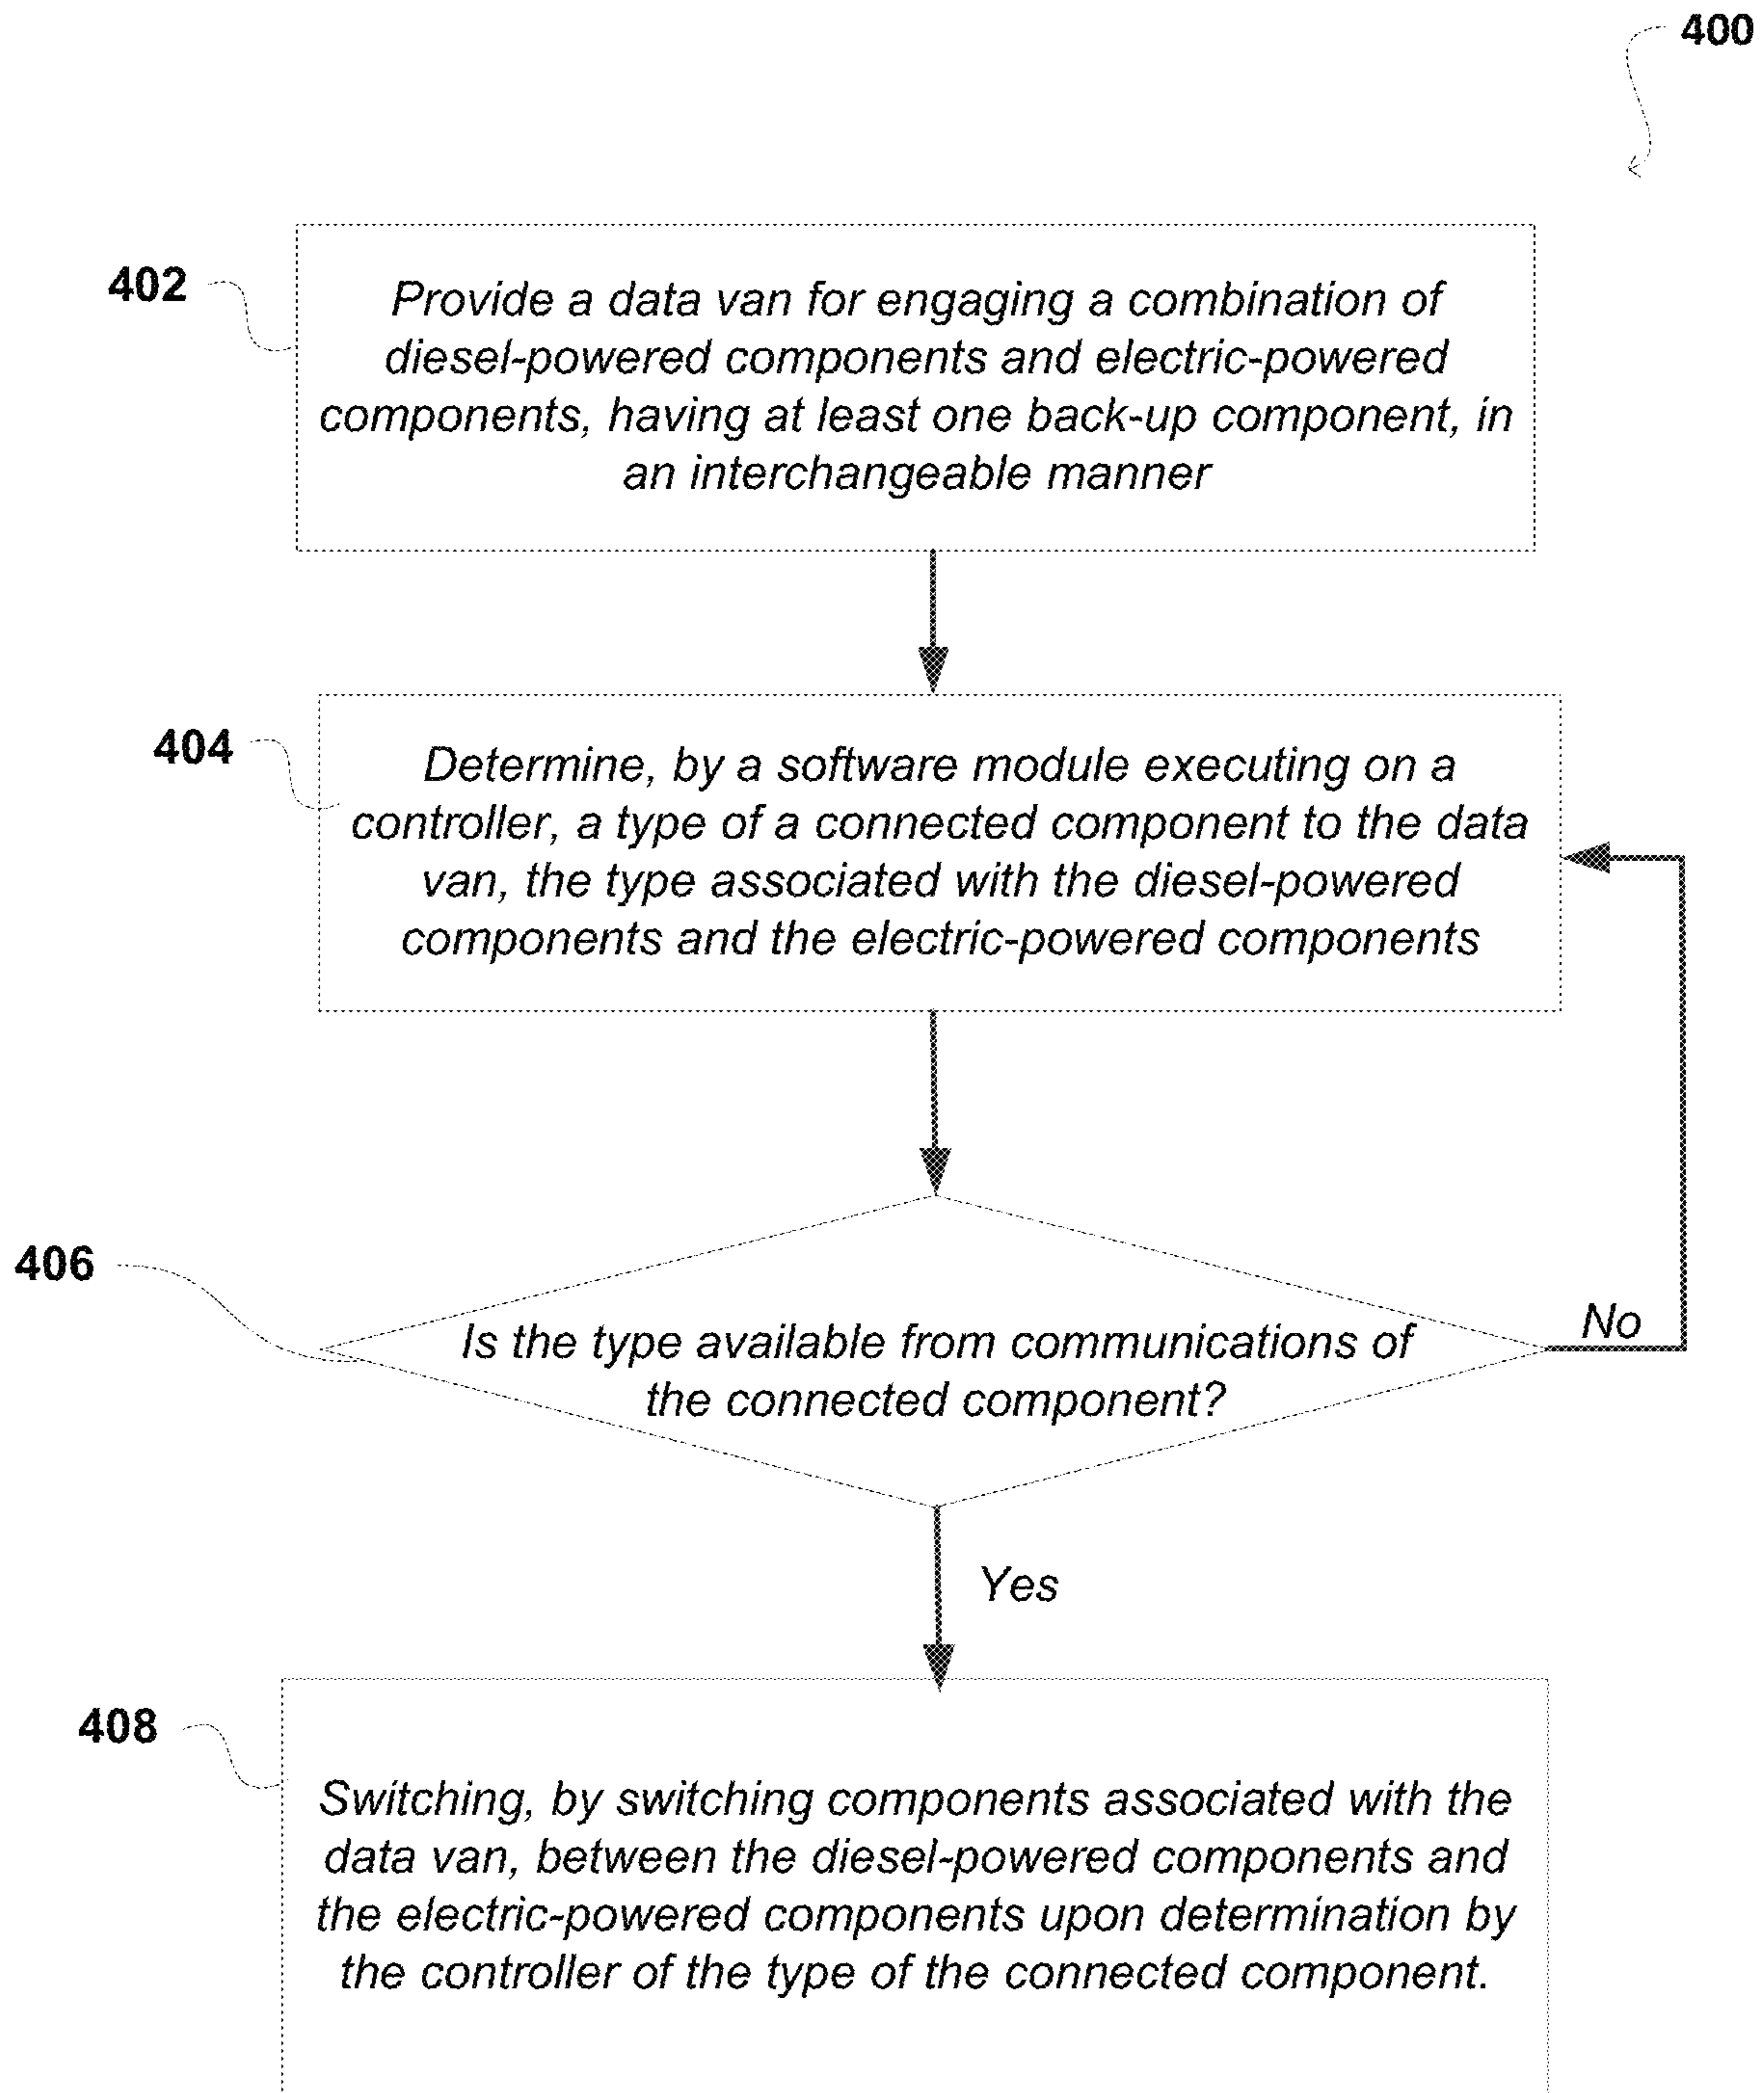 400
402
Provide a data van for engaging a combination of
diesel-powered components and electric-powered
components, having at least one back-up component, in
an interchangeable manner
404
Determine, by a software module executing on a
controller, a type of a connected component to the data
van, the type associated with the diesel-powered
components and the electric-powered components
406
Is the type available from communications of
the connected component?
No
Yes
408
Switching, by switching components associated with the
data van, between the diesel-powered components and
the electric-powered components upon determination by
the controller of the type of the connected component.